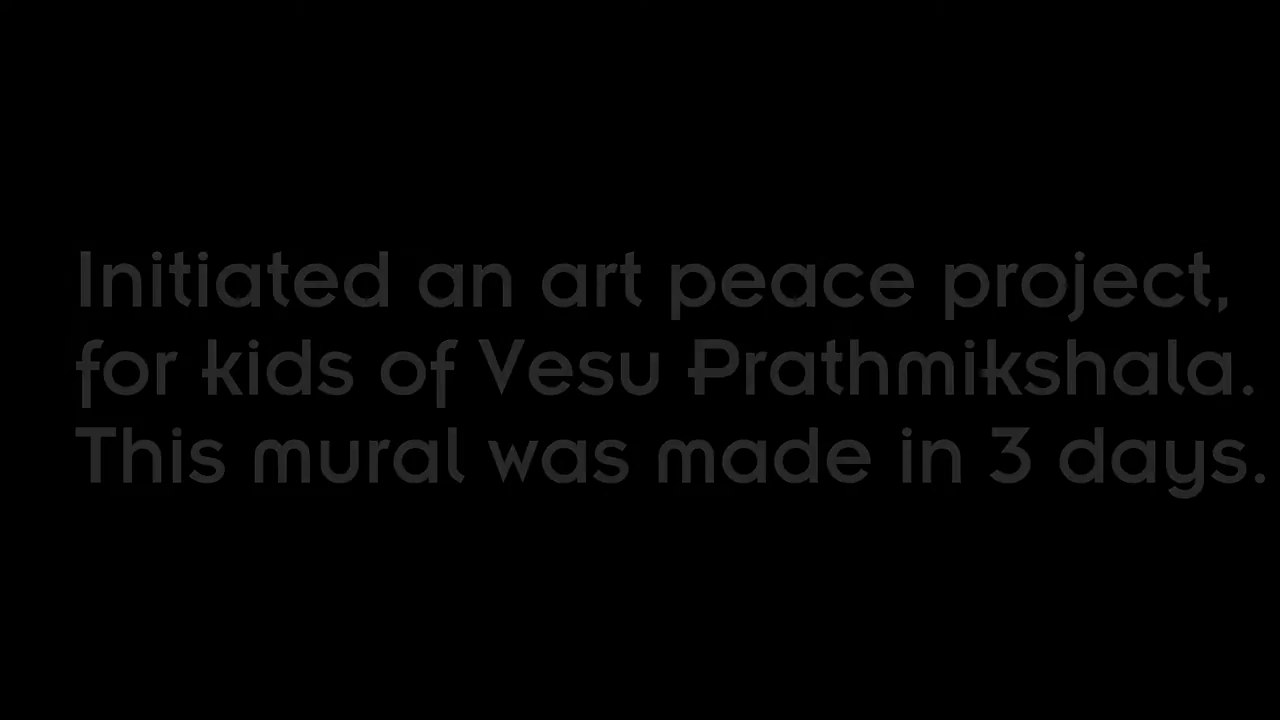 Initiated an art peace project,
for kids of Vesu Prathmikshala.
This mural was made in 3 days.